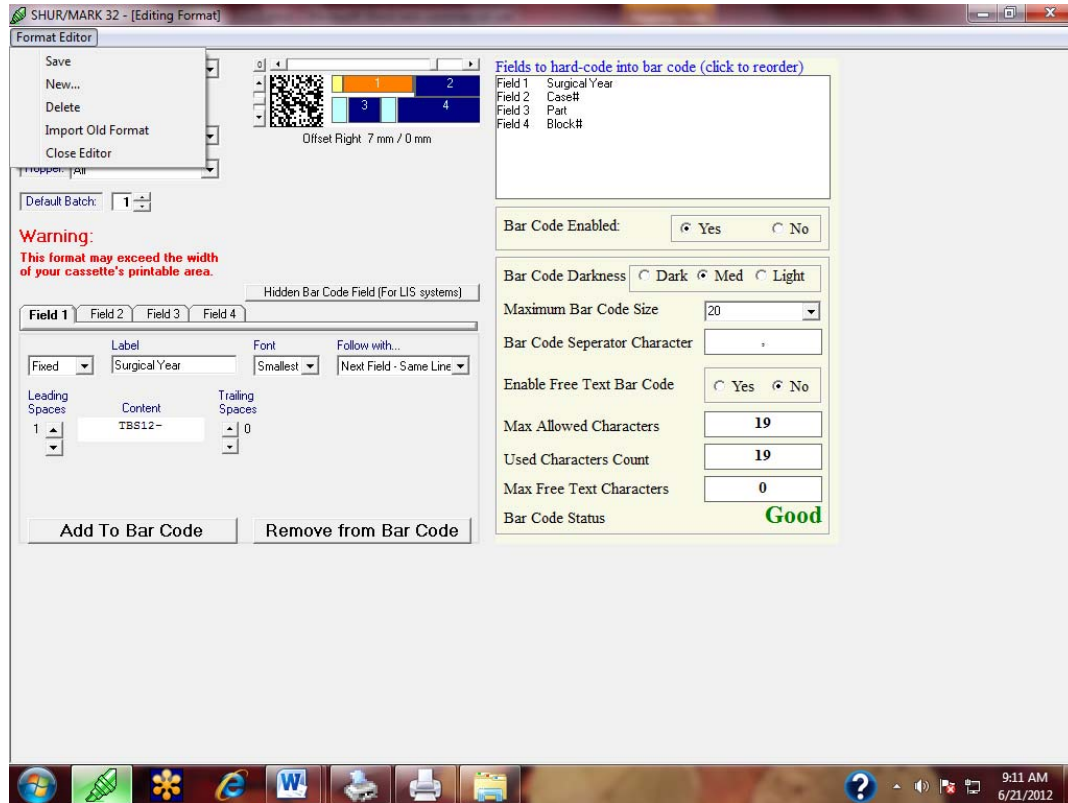 SHUR/MARK 32 - [Editing Format]
Format Editor
Save
New...
Delete
Import Old Format
Close Editor
Hopper: All
Default Batch: 1
Warning:
This format may exceed the width
of your cassette's printable area.
0
1 2
3 4
Offset Right 7 mm / 0 mm
Hidden Bar Code Field (For LIS systems)
Field 1 Field 2 Field 3 Field 4
Label Font Follow with...
Fixed Surgical Year Smallest Next Field - Same Line
Leading
Spaces
Content
Trailing
Spaces
1 TBS12- 0
Add To Bar Code Remove from Bar Code
Fields to hard-code into bar code (click to reorder)
Field 1 Surgical Year
Field 2 Case#
Field 3 Part
Field 4 Block#
Bar Code Enabled: Yes No
Bar Code Darkness Dark Med Light
Maximum Bar Code Size 20
Bar Code Seperator Character ,
Enable Free Text Bar Code Yes No
Max Allowed Characters 19
Used Characters Count 19
Max Free Text Characters 0
Bar Code Status Good
W
?
9:11 AM
6/21/2012